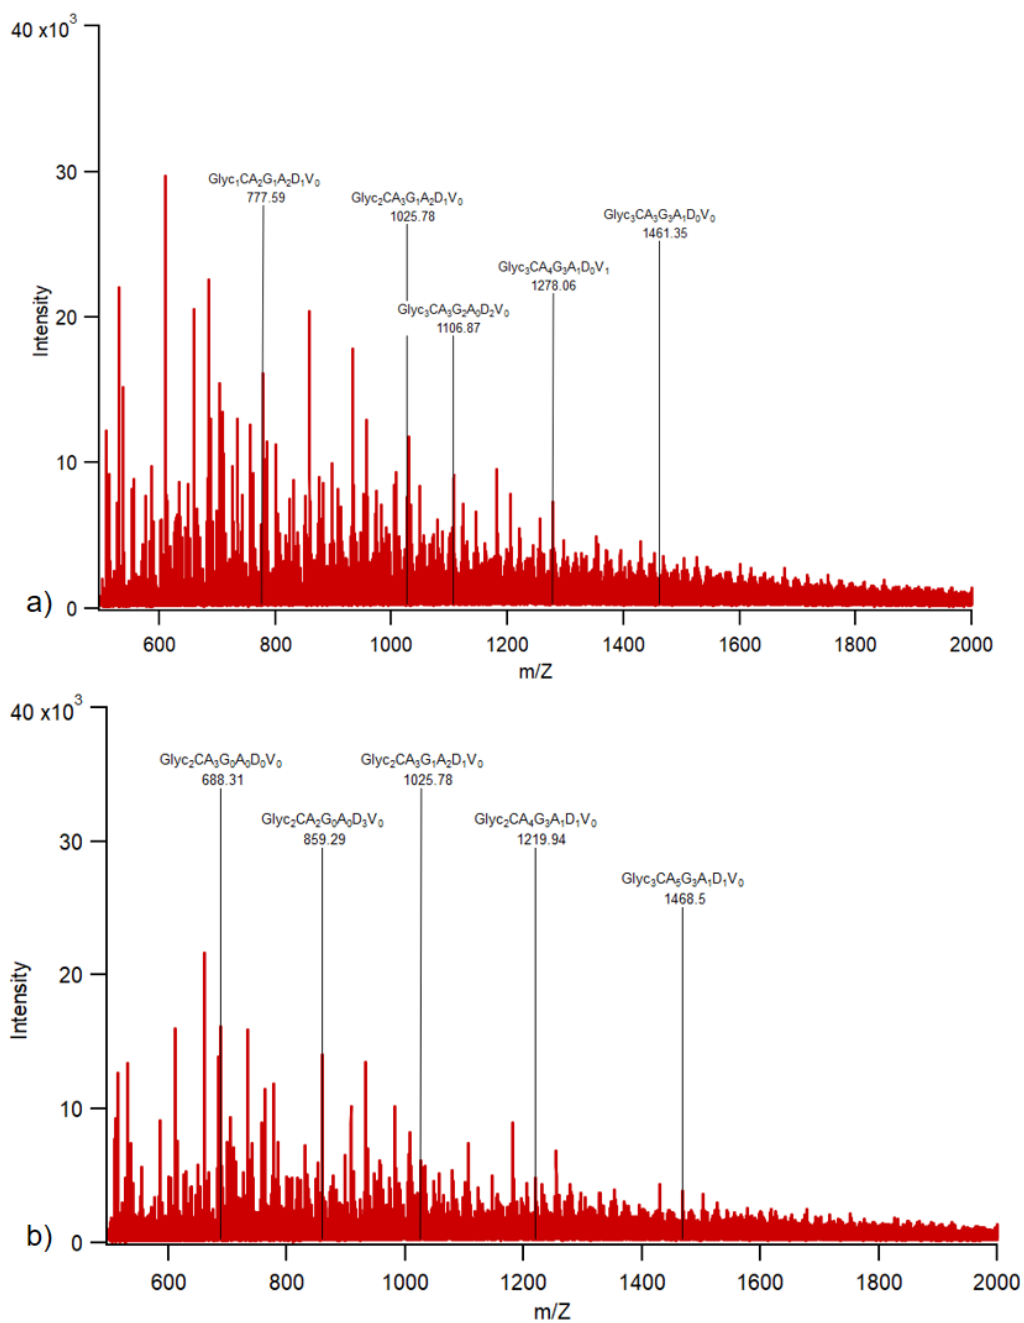 40 x10³
30
20
10
0
Intensity
Glyc₁CA₂G₁A₂D₁V₀
777.59
Glyc₂CA₃G₁A₂D₁V₀
1025.78
Glyc₃CA₃G₂A₀D₂V₀
1106.87
Glyc₃CA₄G₃A₁D₀V₁
1278.06
Glyc₃CA₃G₃A₁D₀V₀
1461.35
a)
600 800 1000 1200 1400 1600 1800 2000
m/Z
40 x10³
30
20
10
0
Intensity
Glyc₂CA₃G₀A₀D₀V₀
688.31
Glyc₂CA₂G₀A₀D₃V₀
859.29
Glyc₂CA₃G₁A₂D₁V₀
1025.78
Glyc₂CA₄G₃A₁D₁V₀
1219.94
Glyc₃CA₅G₃A₁D₁V₀
1468.5
b)
600 800 1000 1200 1400 1600 1800 2000
m/Z